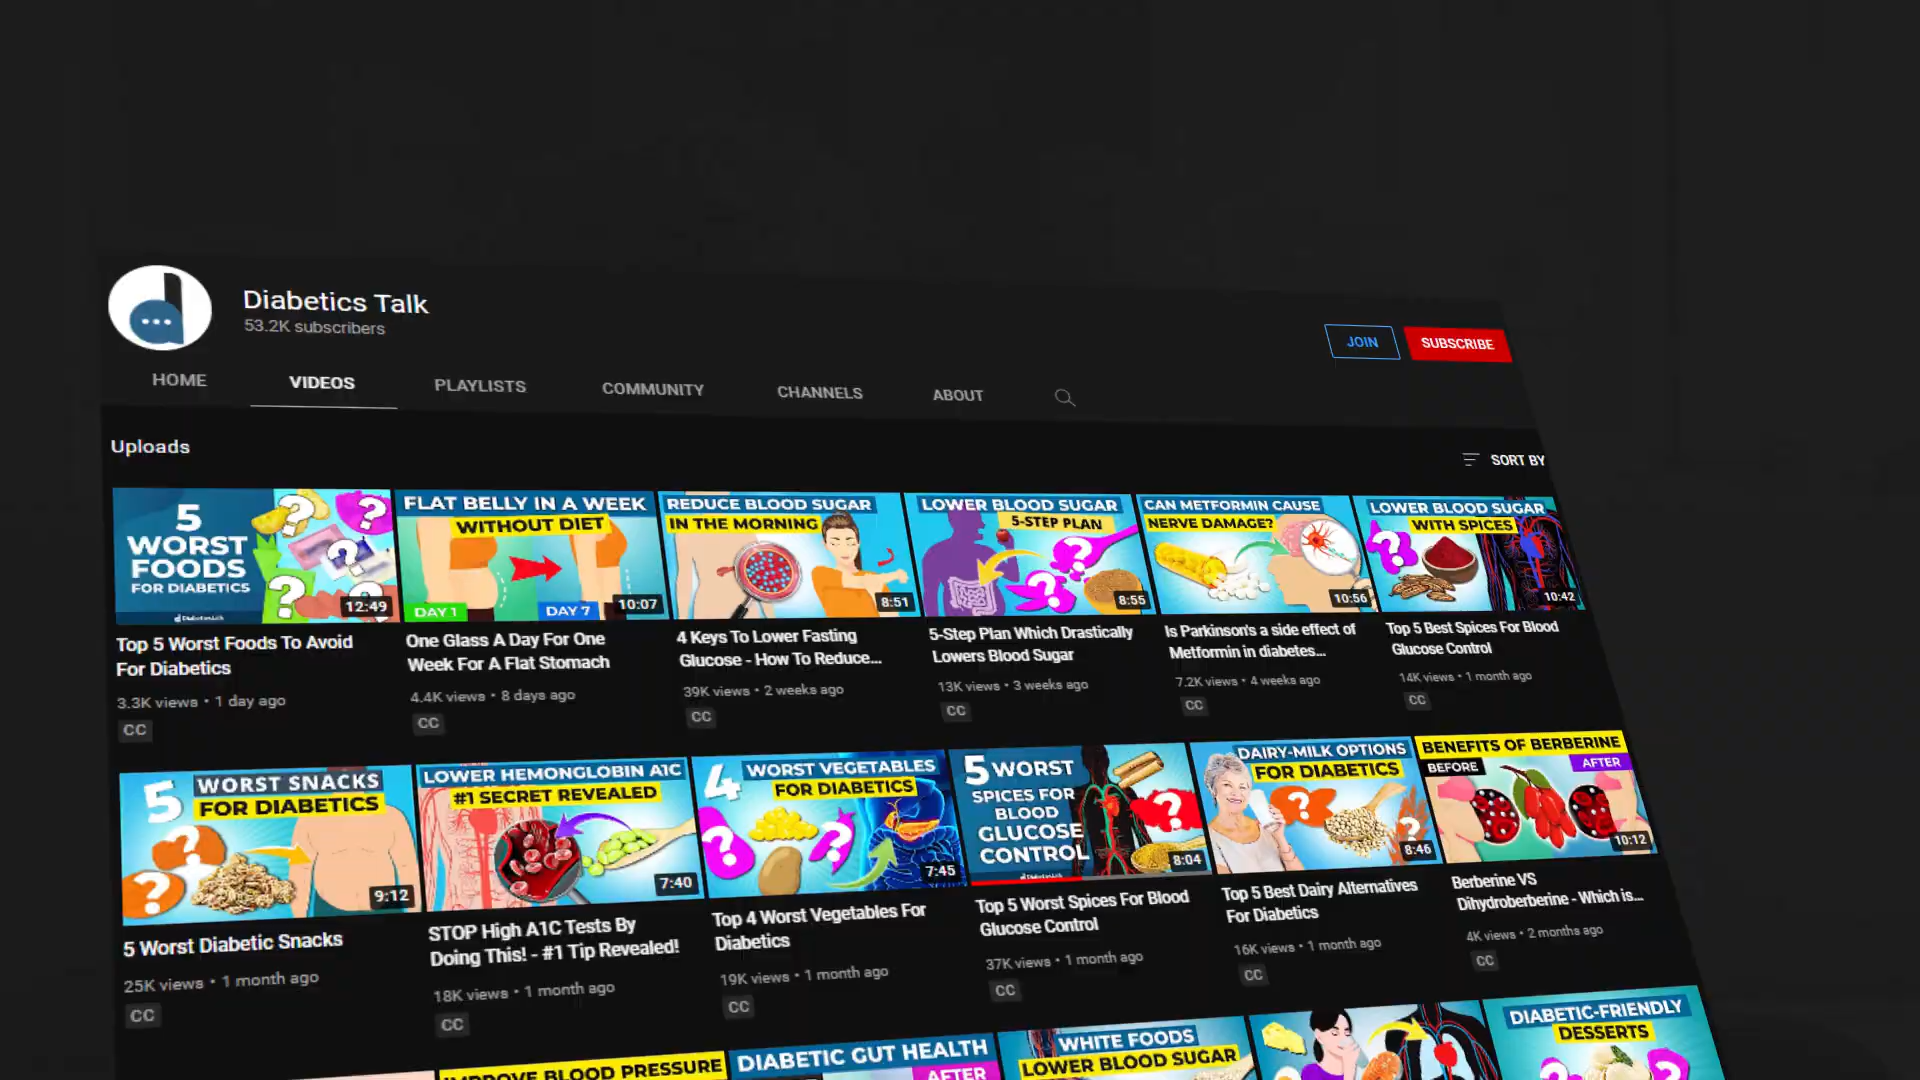 Diabetics Talk
53.2K subscribers
JOIN
SUBSCRIBE
HOME
VIDEOS
PLAYLISTS
COMMUNITY
CHANNELS
ABOUT
Uploads
SORT BY
5
WORST
FOODS
FOR DIABETICS
12:49
FLAT BELLY IN A WEEK
WITHOUT DIET
DAY 1
DAY 7
10:07
REDUCE BLOOD SUGAR
IN THE MORNING
8:51
LOWER BLOOD SUGAR
5-STEP PLAN
8:55
CAN METFORMIN CAUSE
NERVE DAMAGE?
10:56
LOWER BLOOD SUGAR
WITH SPICES
10:42
Top 5 Worst Foods To Avoid
For Diabetics
3.3K views • 1 day ago
CC
One Glass A Day For One
Week For A Flat Stomach
4.4K views • 8 days ago
CC
4 Keys To Lower Fasting
Glucose - How To Reduce...
39K views • 2 weeks ago
CC
5-Step Plan Which Drastically
Lowers Blood Sugar
13K views • 3 weeks ago
CC
Is Parkinson's a side effect of
Metformin in diabetes...
7.2K views • 4 weeks ago
CC
Top 5 Best Spices For Blood
Glucose Control
14K views • 1 month ago
CC
5 WORST SNACKS
FOR DIABETICS
9:12
LOWER HEMONGLOBIN A1C
#1 SECRET REVEALED
7:40
4 WORST VEGETABLES
FOR DIABETICS
7:45
5 WORST
SPICES FOR
BLOOD
GLUCOSE
CONTROL
8:04
DAIRY-MILK OPTIONS
FOR DIABETICS
8:46
BENEFITS OF BERBERINE
BEFORE
AFTER
10:12
5 Worst Diabetic Snacks
25K views • 1 month ago
CC
STOP High A1C Tests By
Doing This! - #1 Tip Revealed!
18K views • 1 month ago
CC
Top 4 Worst Vegetables For
Diabetics
19K views • 1 month ago
CC
Top 5 Worst Spices For Blood
Glucose Control
37K views • 1 month ago
CC
Top 5 Best Dairy Alternatives
For Diabetics
16K views • 1 month ago
CC
Berberine VS
Dihydroberberine - Which is...
4K views • 2 months ago
CC
IMPROVE BLOOD PRESSURE
DIABETIC GUT HEALTH
AFTER
WHITE FOODS
LOWER BLOOD SUGAR
DIABETIC-FRIENDLY
DESSERTS